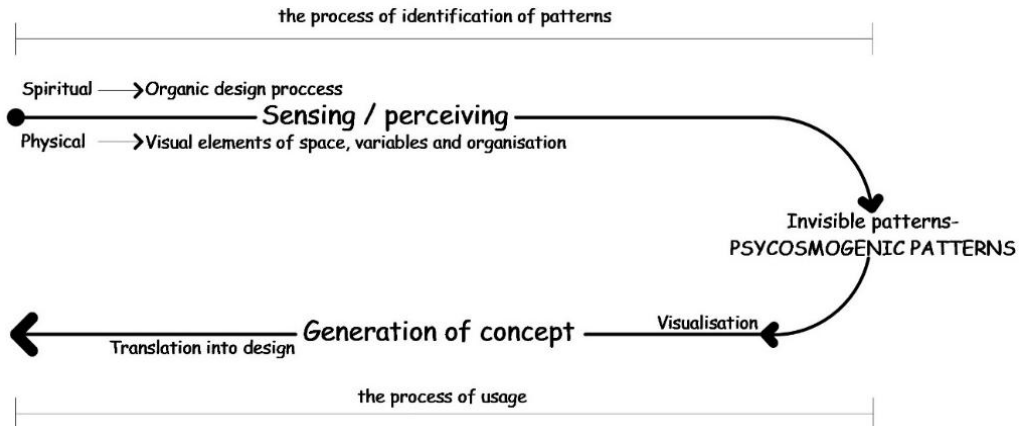 the process of identification of patterns
Spiritual Organic design proccess
Sensing / perceiving
Physical Visual elements of space, variables and organisation
Invisible patterns-
PSYCOSMOGENIC PATTERNS
Visualisation
Generation of concept
Translation into design
the process of usage